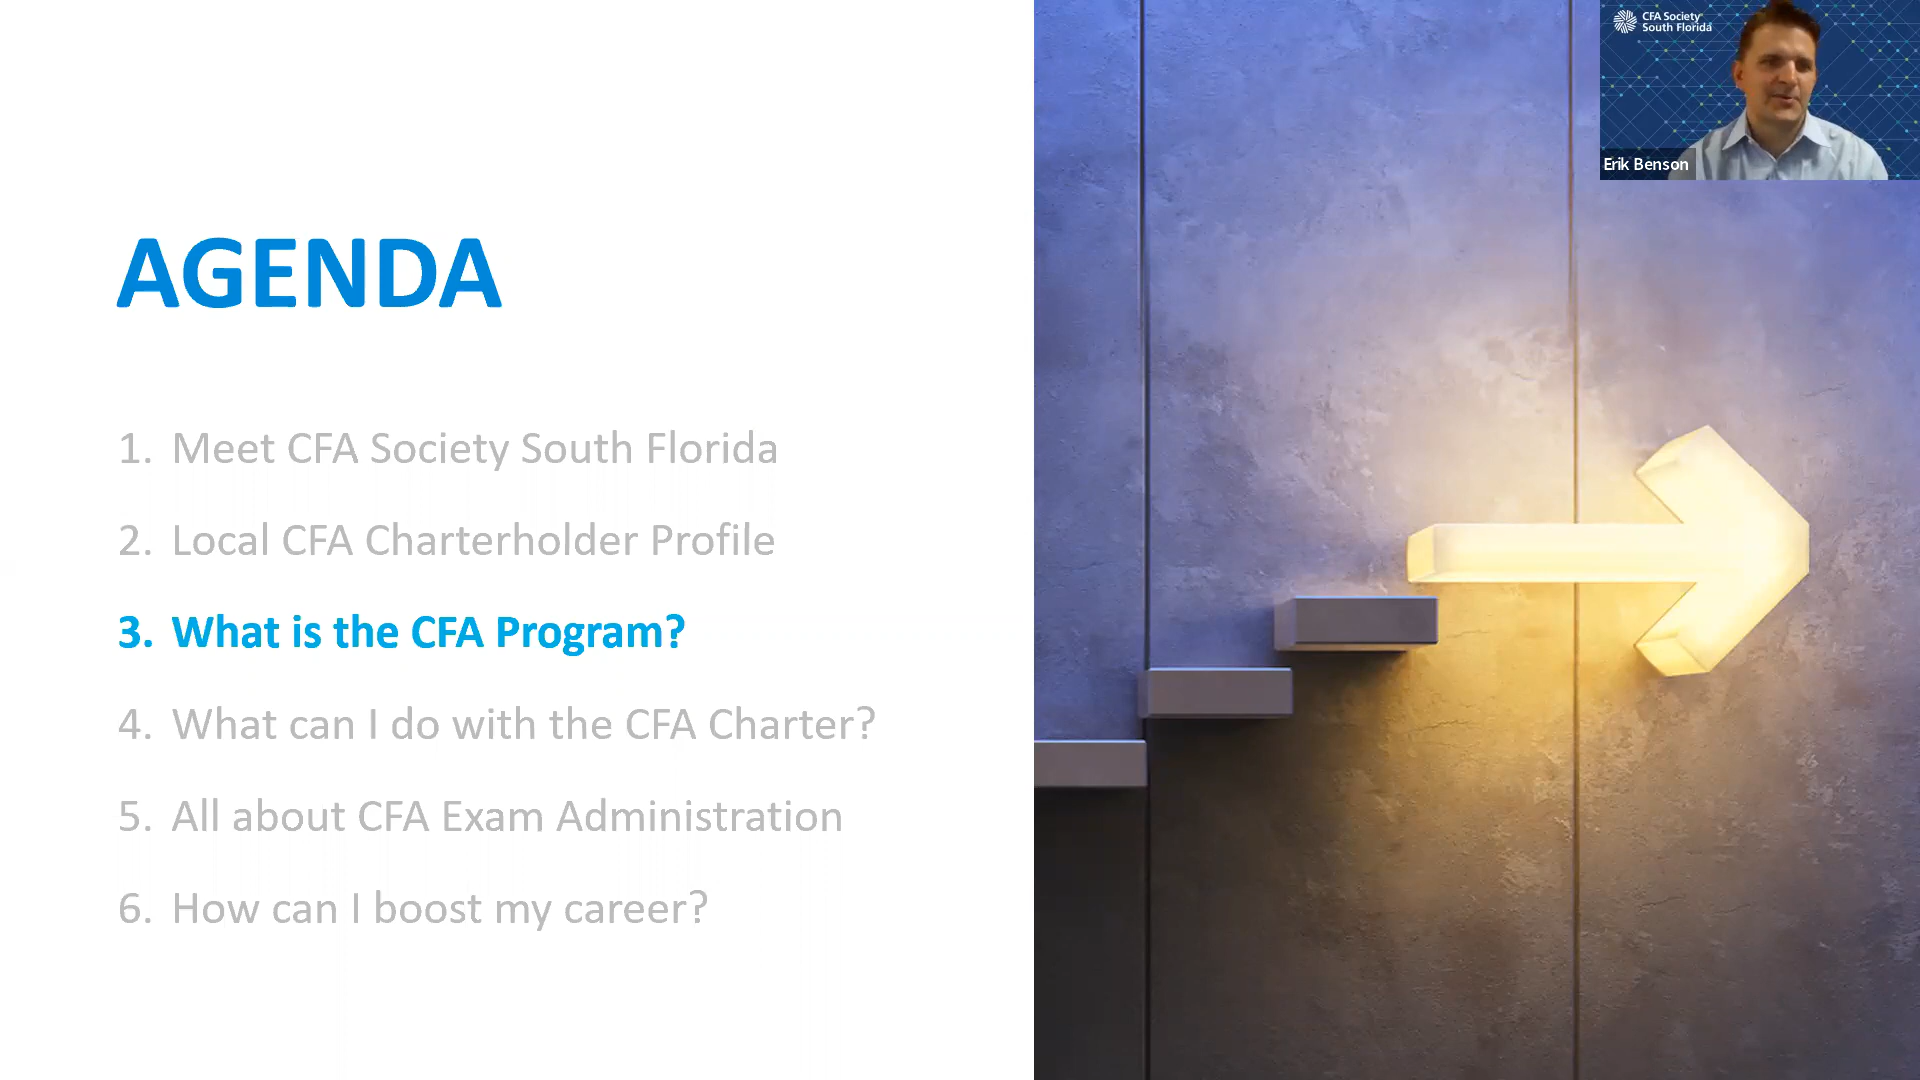 CFA Society
South Florida
Erik Benson
AGENDA
1. Meet CFA Society South Florida
2. Local CFA Charterholder Profile
3. What is the CFA Program?
4. What can I do with the CFA Charter?
5. All about CFA Exam Administration
6. How can I boost my career?